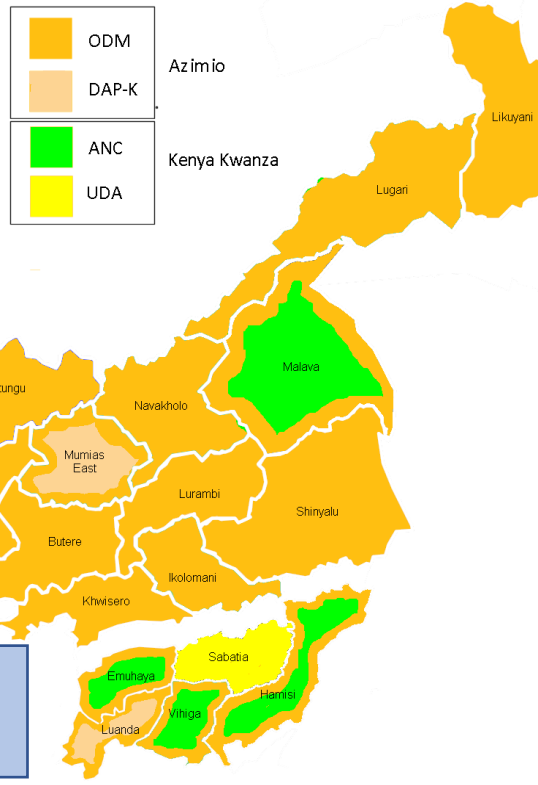 ODM
Azimio
DAP-K
ANC
Kenya Kwanza
UDA
Likuyani
Lugari
Malava
tungu
Navakholo
Mumias
East
Lurambi
Shinyalu
Butere
Ikolomani
Khwisero
Sabatia
Emuhaya
Hamisi
Vihiga
Luanda